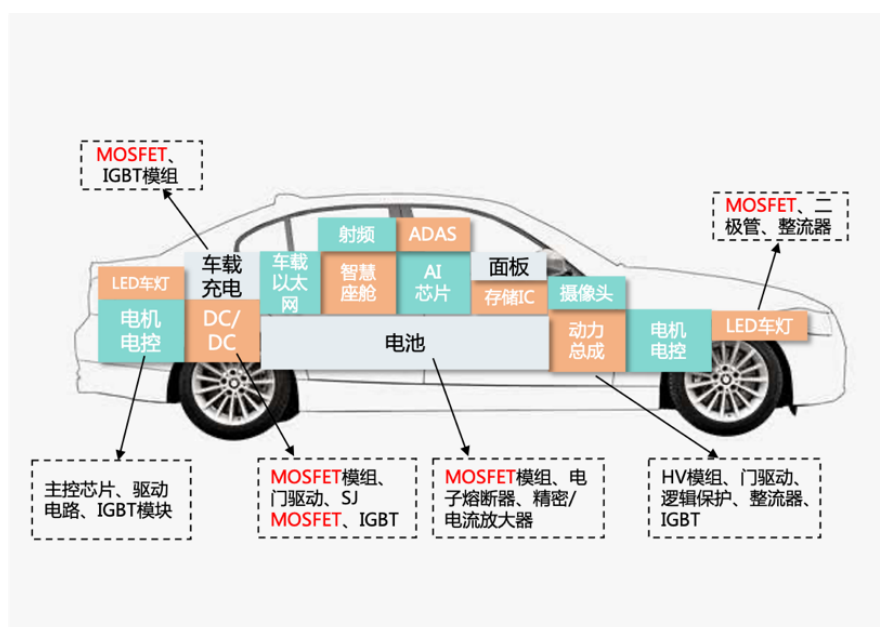 MOSFET、
IGBT模组
MOSFET、二
极管、整流器
射频
ADAS
车载
充电
车载
以太
网
智慧
座舱
AI
芯片
面板
LED车灯
存储IC
摄像头
电机
电控
DC/
DC
电池
动力
总成
电机
电控
LED车灯
主控芯片、驱动
电路、IGBT模块
MOSFET模组、
门驱动、SJ
MOSFET、IGBT
MOSFET模组、电
子熔断器、精密/
电流放大器
HV模组、门驱动、
逻辑保护、整流器、
IGBT